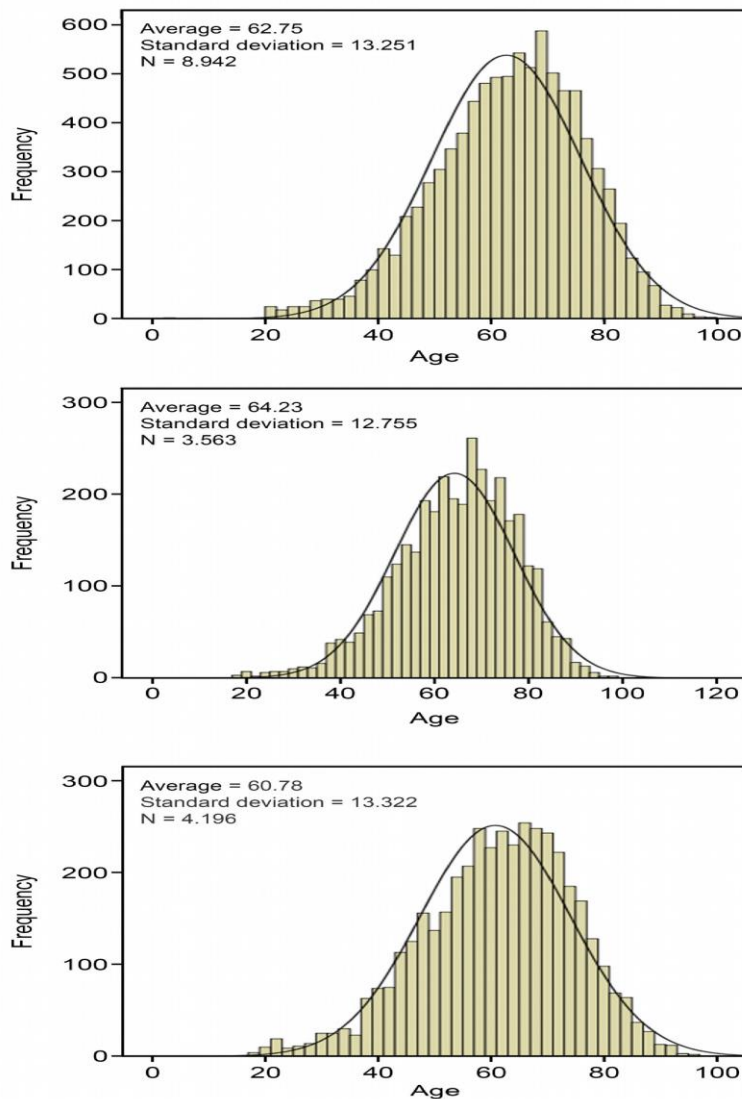 Average = 62.75
Standard deviation = 13.251
N = 8.942
600
500
400
300
200
100
0
Frequency
0 20 40 60 80 100
Age
Average = 64.23
Standard deviation = 12.755
N = 3.563
300
200
100
0
Frequency
0 20 40 60 80 100 120
Age
Average = 60.78
Standard deviation = 13.322
N = 4.196
300
200
100
0
Frequency
0 20 40 60 80 100
Age